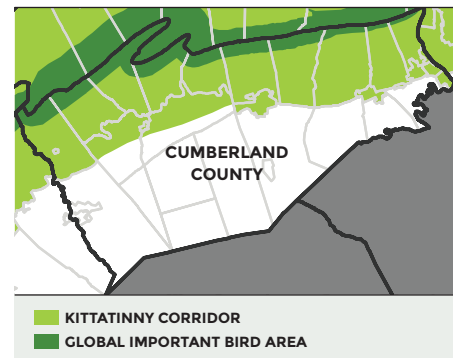 CUMBERLAND
COUNTY
KITTATINNY CORRIDOR
GLOBAL IMPORTANT BIRD AREA